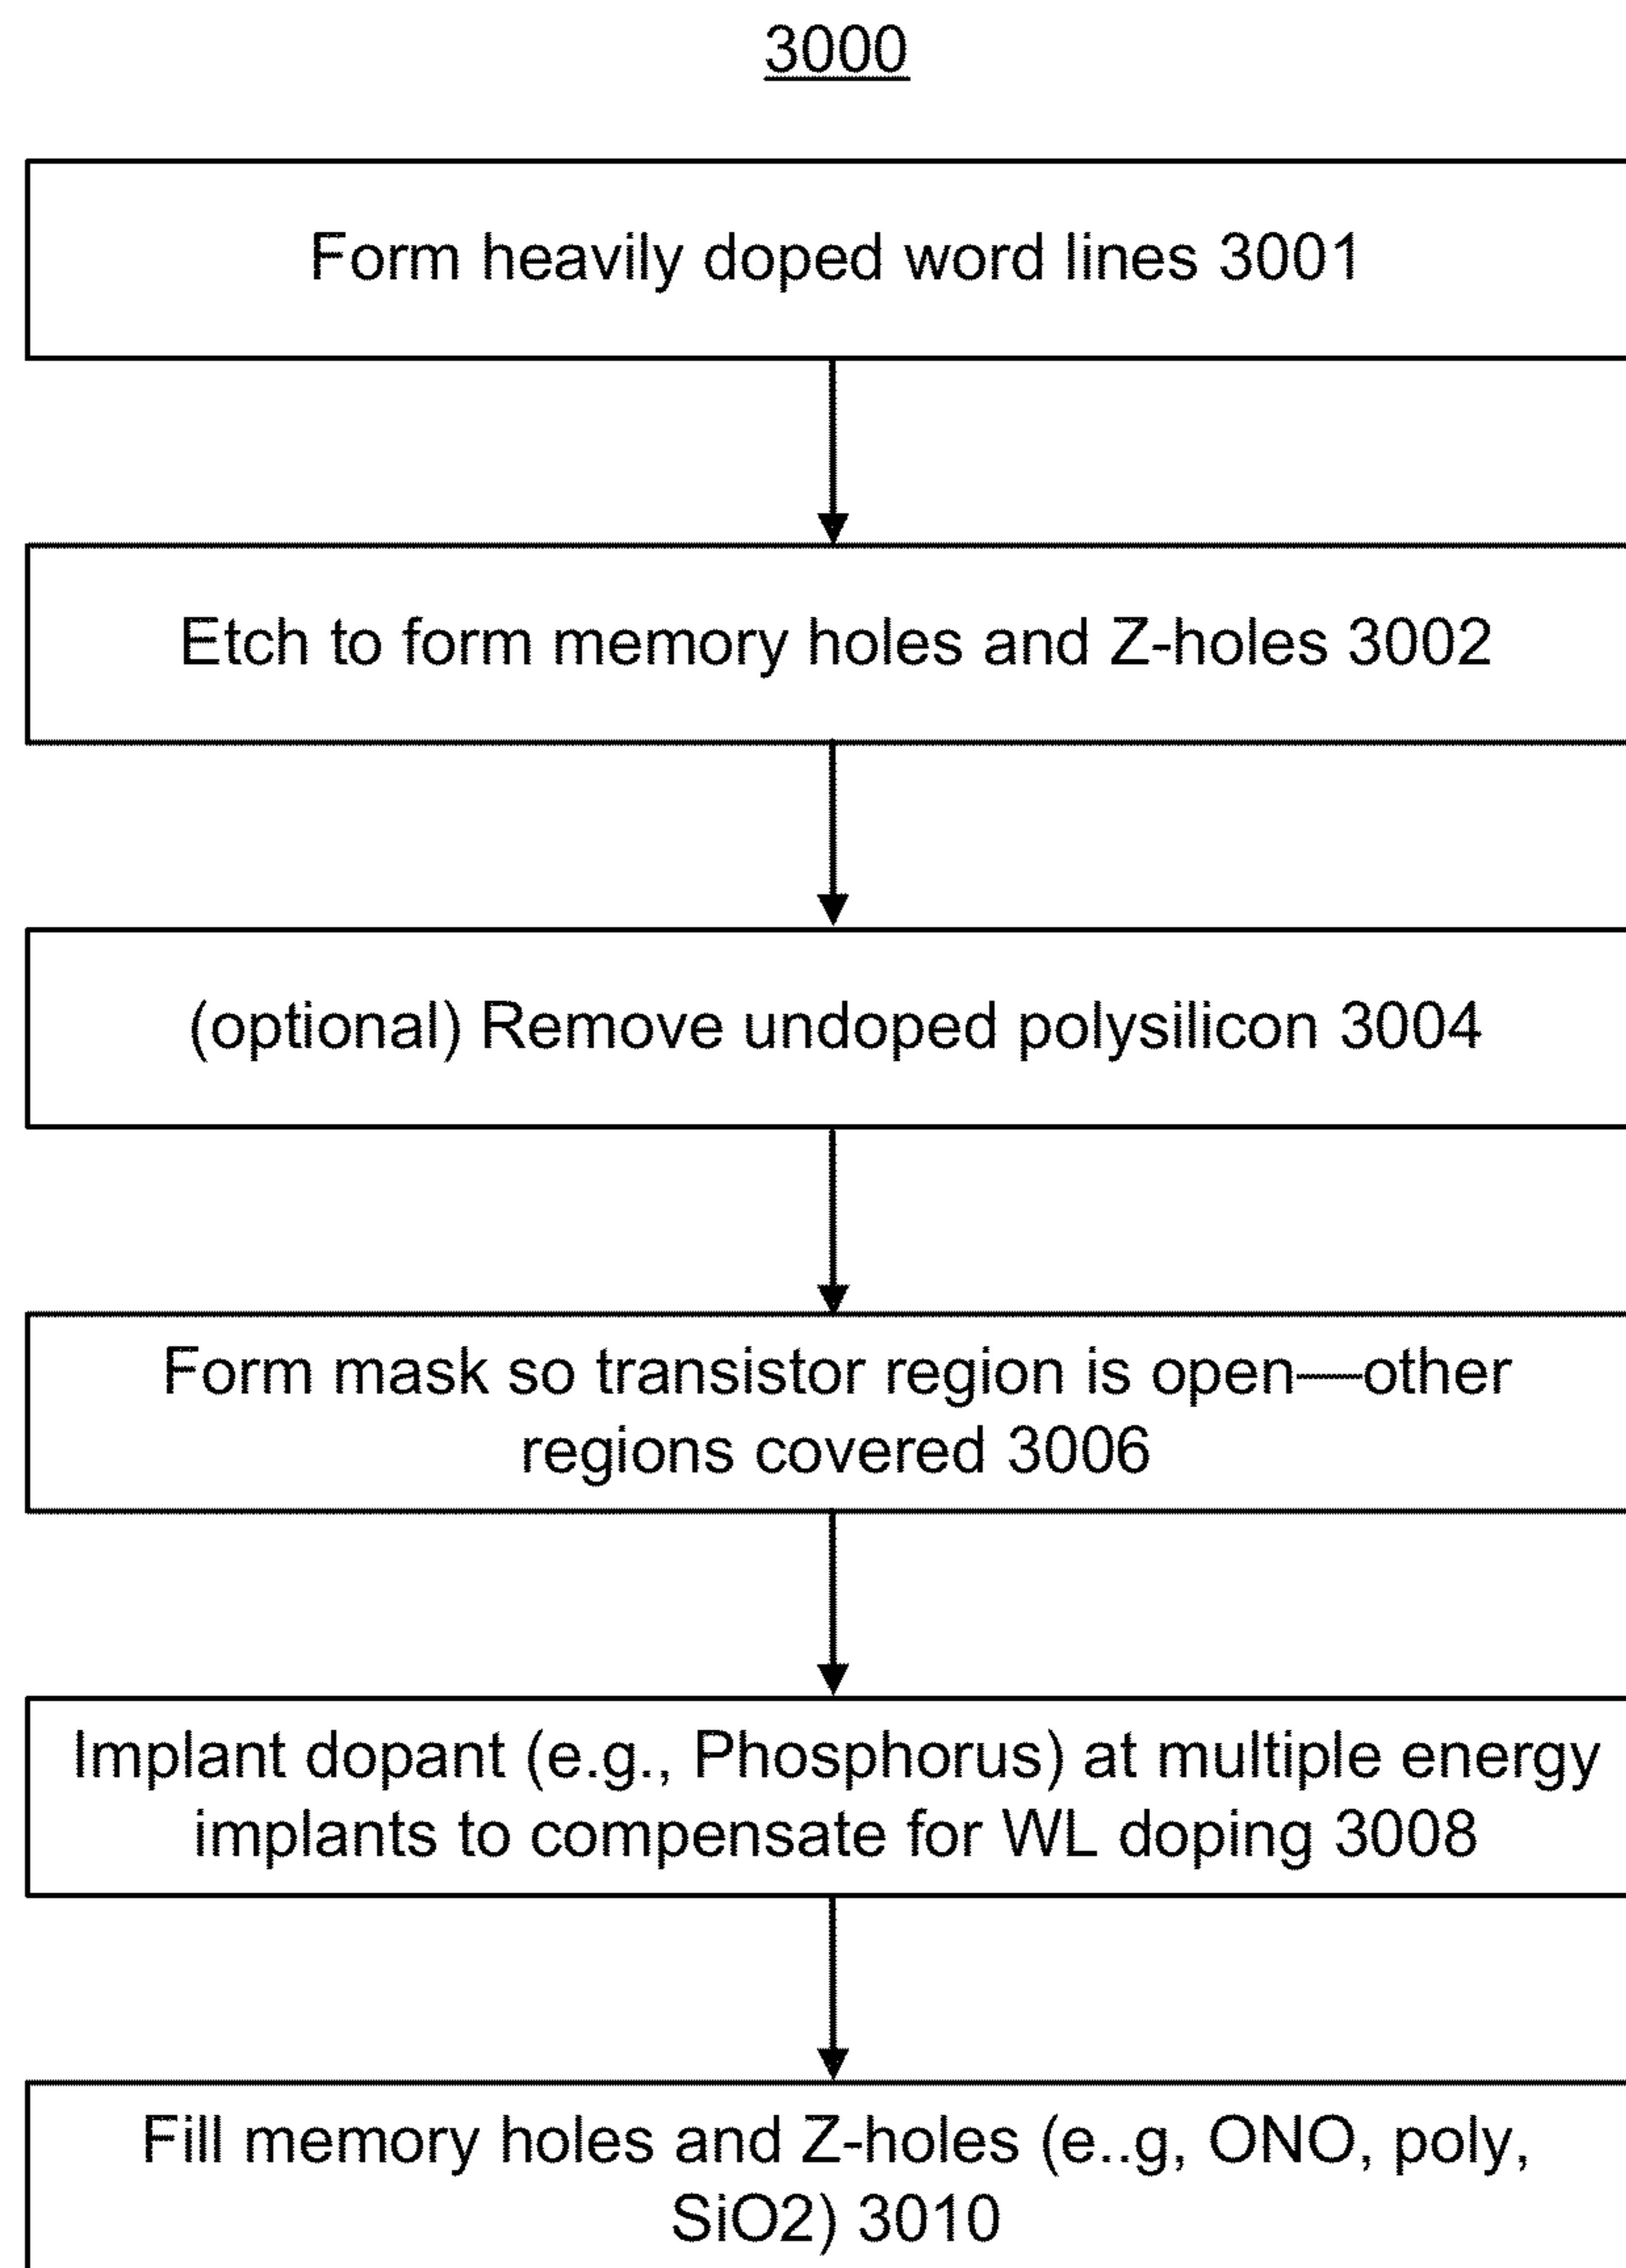 3000
Form heavily doped word lines 3001
Etch to form memory holes and Z-holes 3002
(optional) Remove undoped polysilicon 3004
Form mask so transistor region is open—other
regions covered 3006
Implant dopant (e.g., Phosphorus) at multiple energy
implants to compensate for WL doping 3008
Fill memory holes and Z-holes (e..g, ONO, poly,
SiO2) 3010